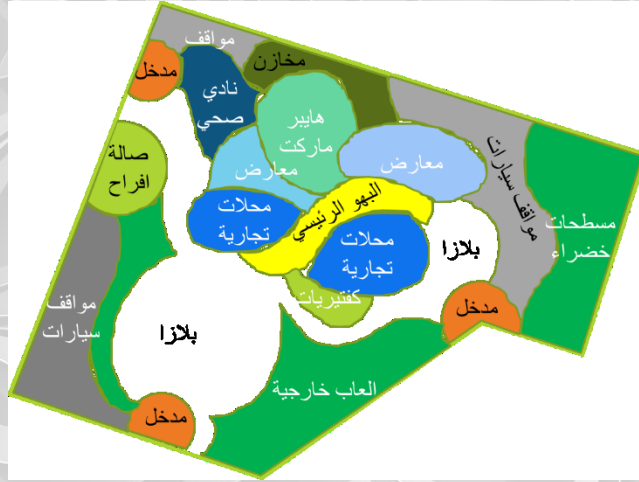 مواقف
مخازن
مدخل
نادي
صحي
هايبر
ماركت
صالة
افراح
معارض
معارض
مواقف سيارات
مسطحات
خضراء
محلات
تجارية
البهو الرئيسي
محلات
تجارية
بلازا
كفتيريات
مواقف
سيارات
بلازا
مدخل
العاب خارجية
مدخل